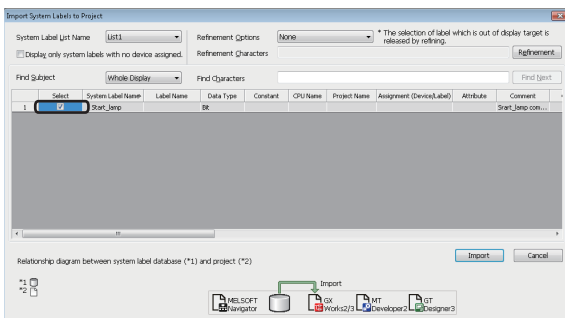 Import System Labels to Project
System Label List Name List1 Refinement Options None * The selection of label which is out of display target is released by refining.
Display only system labels with no device assigned. Refinement Characters Refinement
Find Subject Whole Display Find Characters Find Next
Select System Label Name Label Name Data Type Constant CPU Name Project Name Assignment (Device/Label) Attribute Comment
1 Start_lamp Bit Srart_lamp com...
Import Cancel
Relationship diagram between system label database (*1) and project (*2)
*1
*2
Import
MELSOFT Navigator GX Works2/3 MT Developer2 GT Designer3